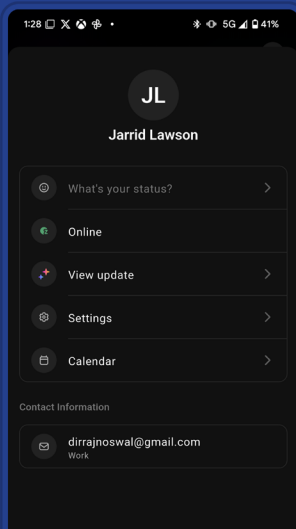 1:28
5G 41%
JL
Jarrid Lawson
What's your status?
Online
View update
Settings
Calendar
Contact Information
dirrajnoswal@gmail.com
Work